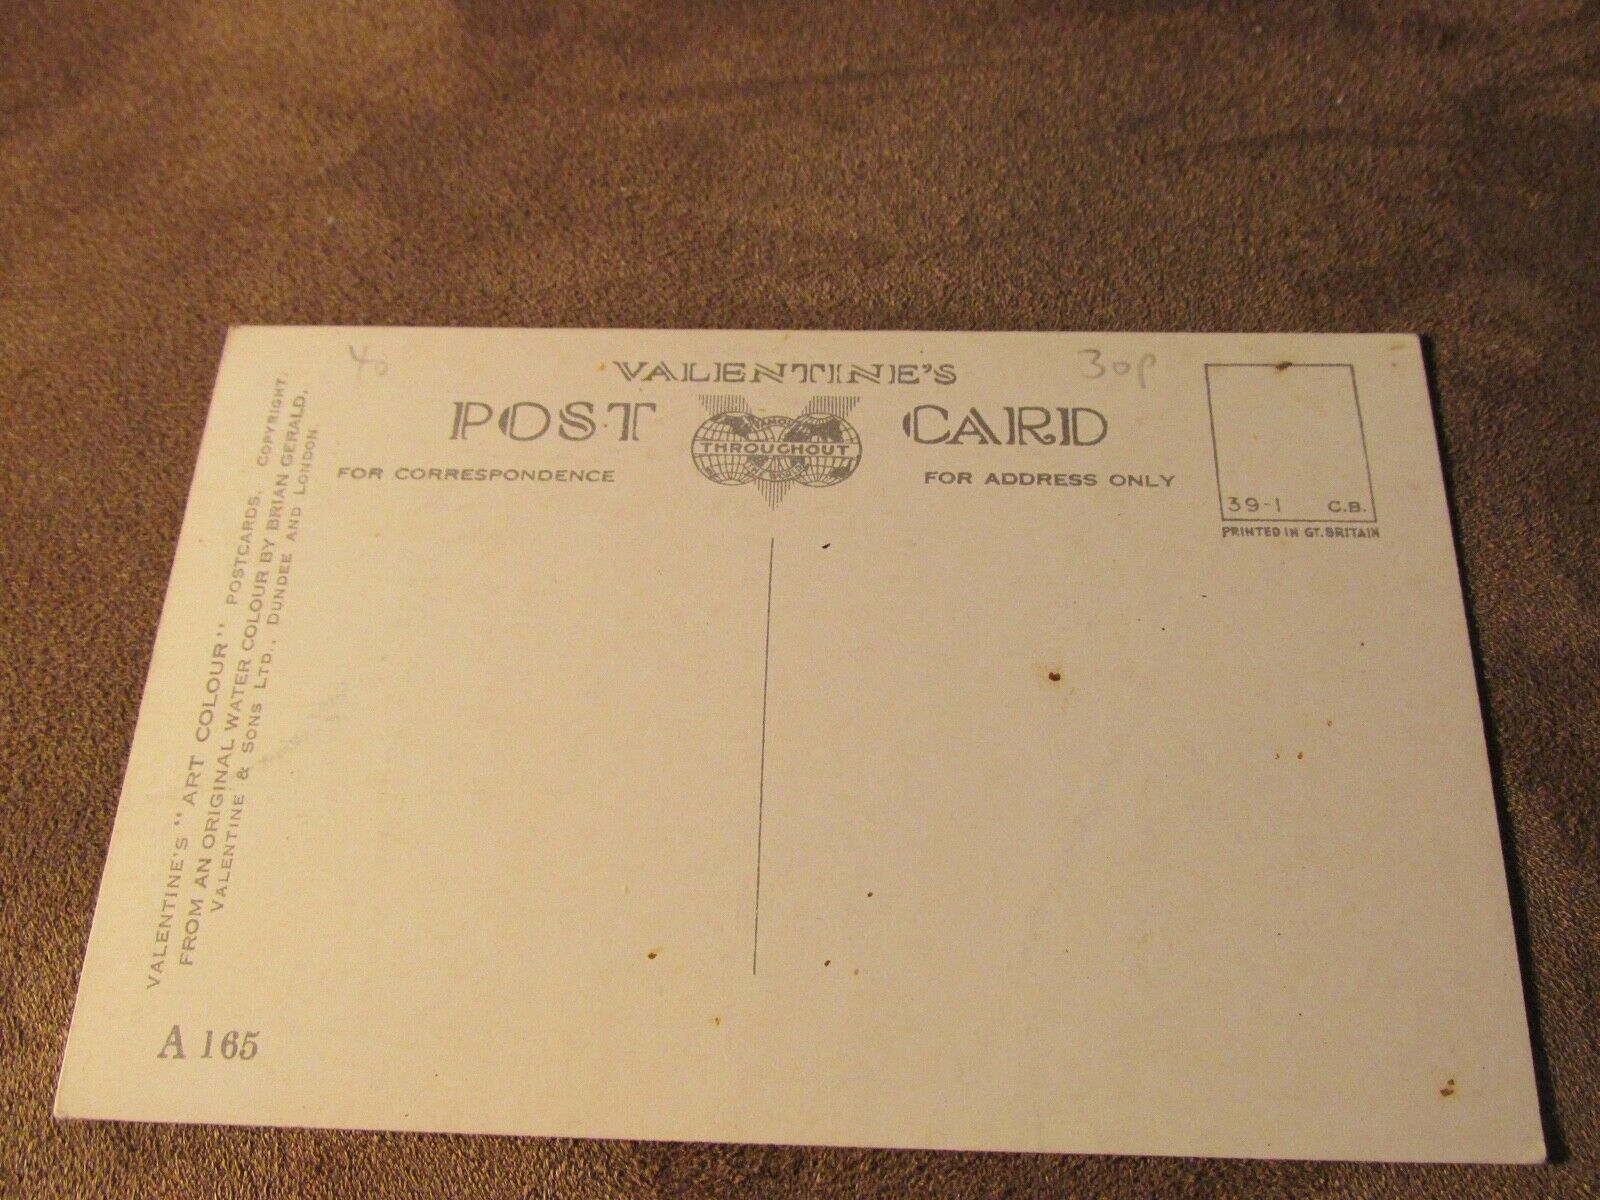 40
VALENTINE'S
30p
POST CARD
FAMOUS
THROUGHOUT
FOR CORRESPONDENCE
FOR ADDRESS ONLY
39-1 C.B.
PRINTED IN GT. BRITAIN
VALENTINE'S "ART COLOUR" POSTCARDS. COPYRIGHT.
FROM AN ORIGINAL WATER COLOUR BY BRIAN GERALD.
VALENTINE & SONS LTD., DUNDEE AND LONDON.
A 165